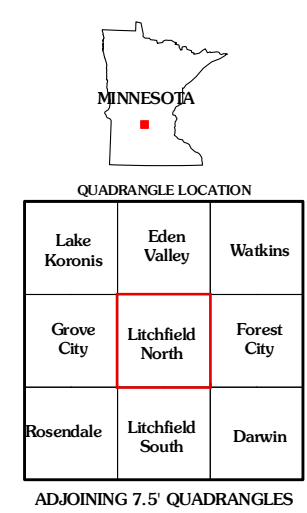 MINNESOTA
QUADRANGLE LOCATION
Lake
Koronis
Eden
Valley
Watkins
Grove
City
Litchfield
North
Forest
City
Rosendale
Litchfield
South
Darwin
ADJOINING 7.5' QUADRANGLES